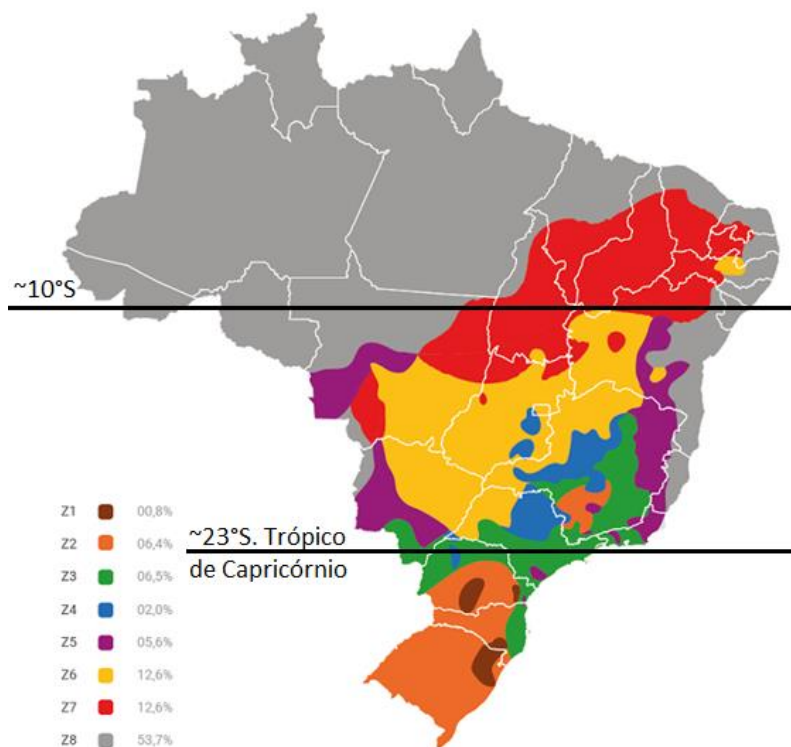 ~10°S
~23°S. Trópico
de Capricórnio
Z1 00,8%
Z2 06,4%
Z3 06,5%
Z4 02,0%
Z5 05,6%
Z6 12,6%
Z7 12,6%
Z8 53,7%